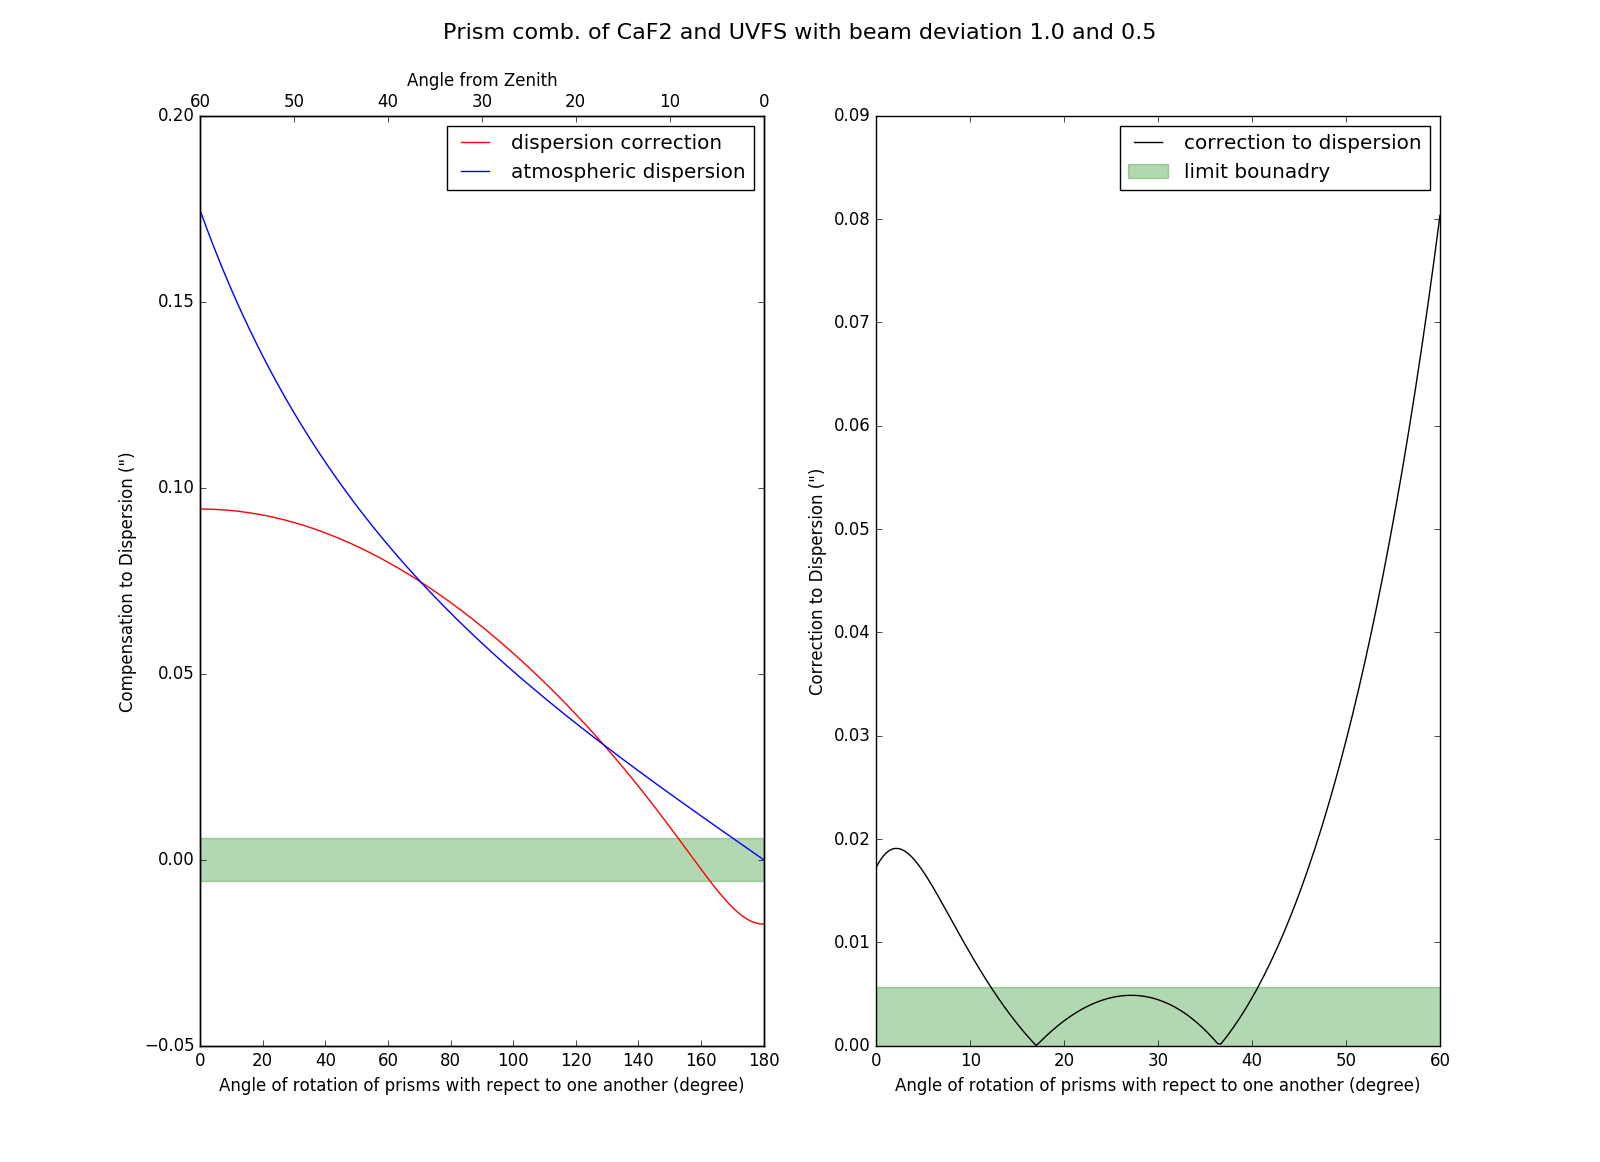 Prism comb. of CaF2 and UVFS with beam deviation 1.0 and 0.5
Angle from Zenith
60 50 40 30 20 10 0
dispersion correction
atmospheric dispersion
0.20
0.15
0.10
0.05
0.00
−0.05
Compensation to Dispersion (")
0 20 40 60 80 100 120 140 160 180
Angle of rotation of prisms with repect to one another (degree)
correction to dispersion
limit bounadry
0.09
0.08
0.07
0.06
0.05
0.04
0.03
0.02
0.01
0.00
Correction to Dispersion (")
0 10 20 30 40 50 60
Angle of rotation of prisms with repect to one another (degree)